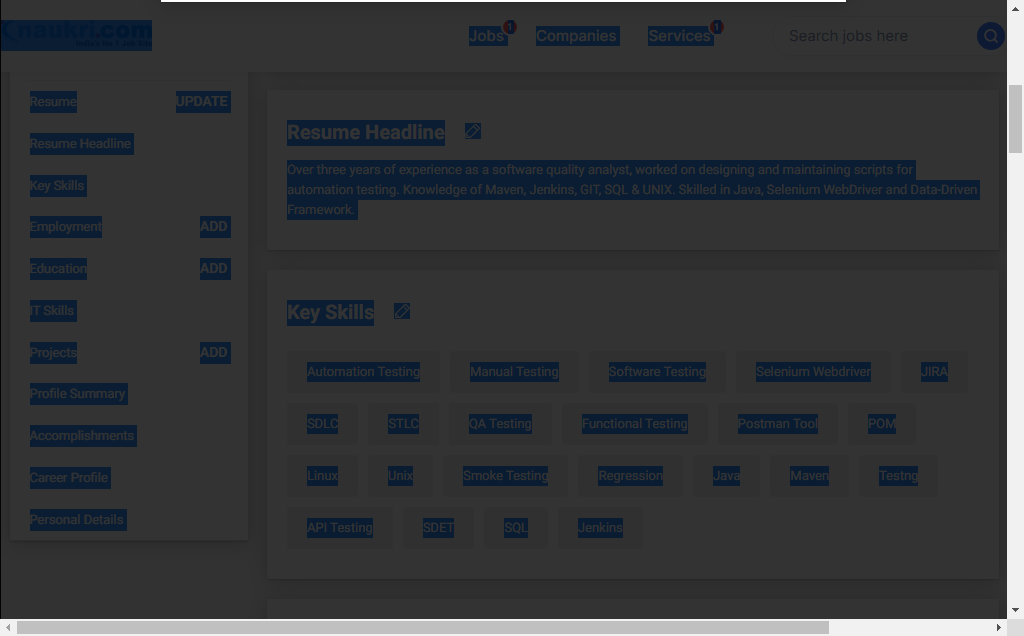 naukri.com
India's No.1 Job Site
Jobs 1 Companies Services 1 Search jobs here
Resume UPDATE
Resume Headline
Key Skills
Employment ADD
Education ADD
IT Skills
Projects ADD
Profile Summary
Accomplishments
Career Profile
Personal Details
Resume Headline
Over three years of experience as a software quality analyst, worked on designing and maintaining scripts for
automation testing. Knowledge of Maven, Jenkins, GIT, SQL & UNIX. Skilled in Java, Selenium WebDriver and Data-Driven
Framework.
Key Skills
Automation Testing Manual Testing Software Testing Selenium Webdriver JIRA
SDLC STLC QA Testing Functional Testing Postman Tool POM
Linux Unix Smoke Testing Regression Java Maven Testng
API Testing SDET SQL Jenkins